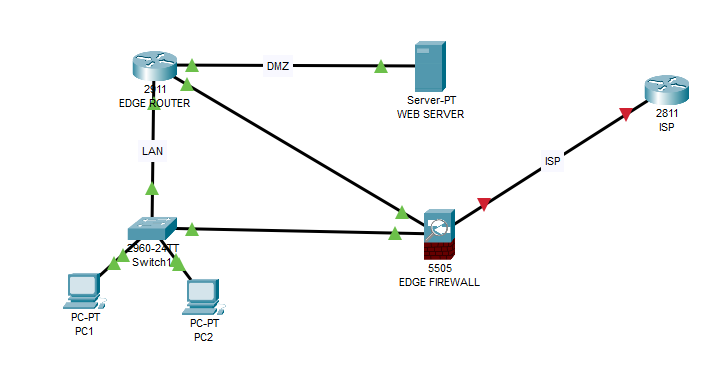 DMZ
2911
EDGE ROUTER
Server-PT
WEB SERVER
2811
ISP
LAN
ISP
2960-24TT
Switch1
5505
EDGE FIREWALL
PC-PT
PC1
PC-PT
PC2